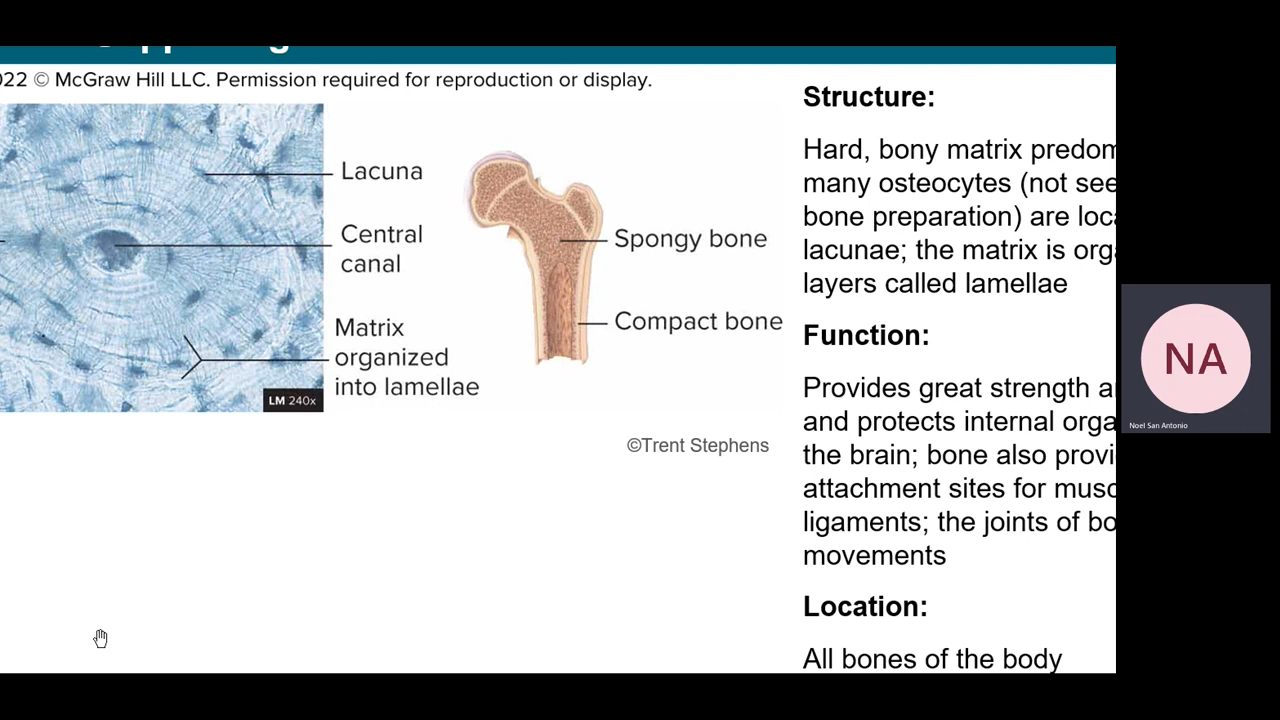 022 © McGraw Hill LLC. Permission required for reproduction or display.
Lacuna
Central
canal
Matrix
organized
into lamellae
LM 240x
Spongy bone
Compact bone
©Trent Stephens
Structure:
Hard, bony matrix predom
many osteocytes (not see
bone preparation) are loca
lacunae; the matrix is orga
layers called lamellae
Function:
Provides great strength a
and protects internal orga
the brain; bone also provi
attachment sites for musc
ligaments; the joints of bo
movements
Location:
All bones of the body
NA
Noel San Antonio